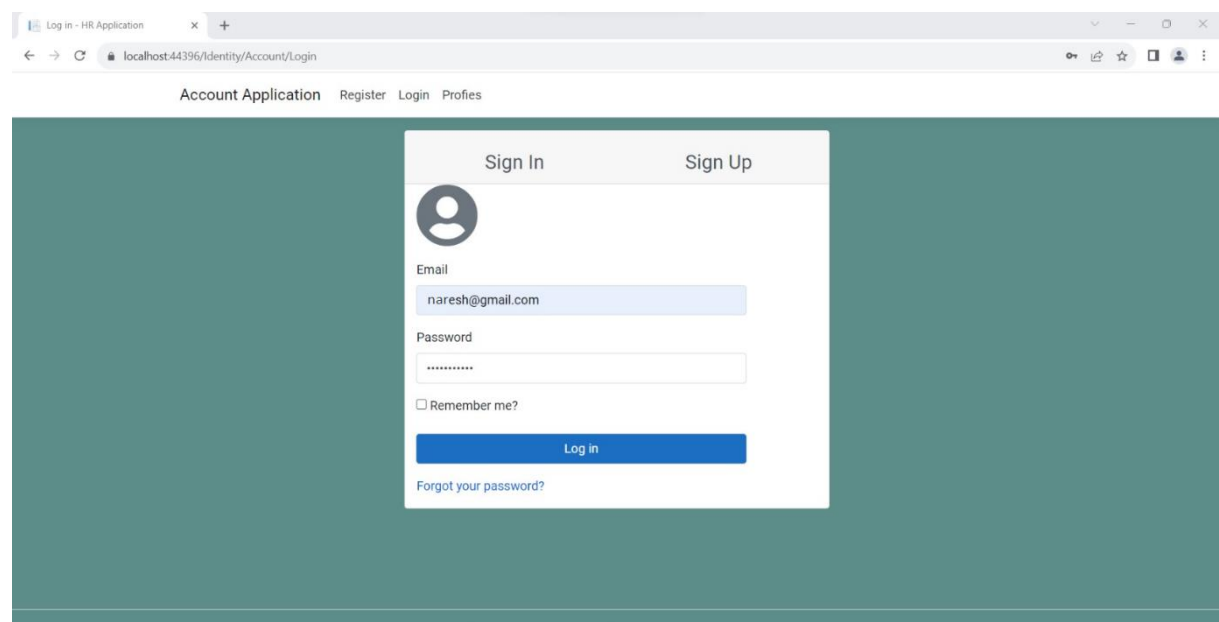 Log in - HR Application
localhost:44396/Identity/Account/Login
Account Application Register Login Profies
Sign In Sign Up
Email
naresh@gmail.com
Password
•••••••••••
Remember me?
Log in
Forgot your password?